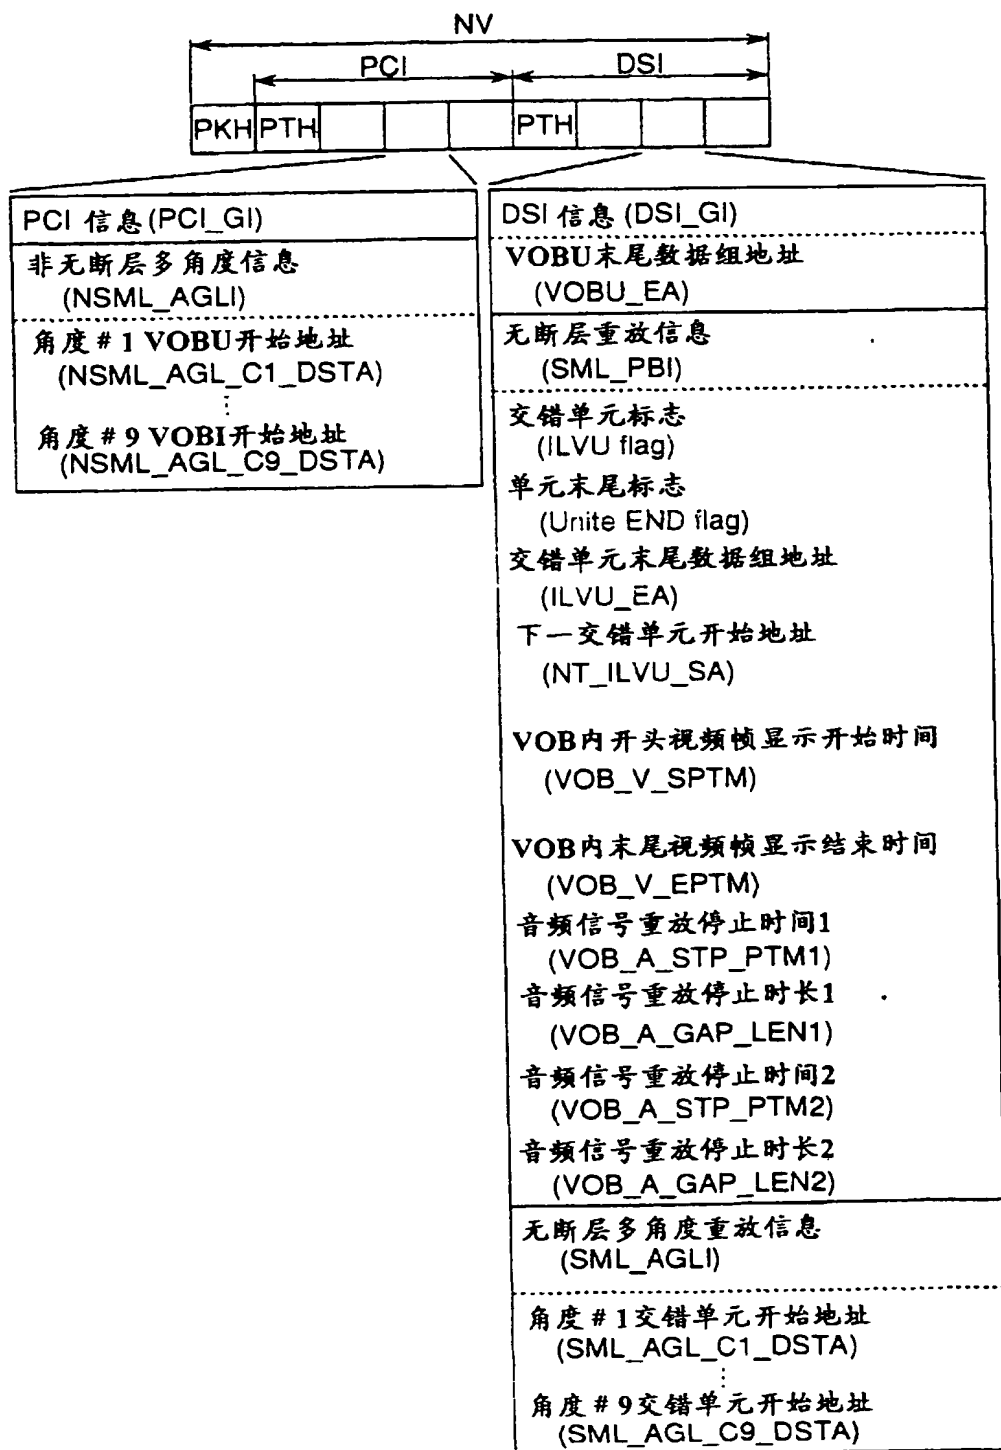 NV
PCI
DSI
PKH PTH PTH
PCI 信息(PCI_GI)
非无断层多角度信息
(NSML_AGLI)
角度#1 VOBU开始地址
(NSML_AGL_C1_DSTA)
⋮
角度#9 VOBI开始地址
(NSML_AGL_C9_DSTA)
DSI 信息(DSI_GI)
VOBU末尾数据组地址
(VOBU_EA)
无断层重放信息
(SML_PBI)
交错单元标志
(ILVU flag)
单元末尾标志
(Unite END flag)
交错单元末尾数据组地址
(ILVU_EA)
下一交错单元开始地址
(NT_ILVU_SA)
VOB内开头视频帧显示开始时间
(VOB_V_SPTM)
VOB内末尾视频帧显示结束时间
(VOB_V_EPTM)
音频信号重放停止时间1
(VOB_A_STP_PTM1)
音频信号重放停止时长1
(VOB_A_GAP_LEN1)
音频信号重放停止时间2
(VOB_A_STP_PTM2)
音频信号重放停止时长2
(VOB_A_GAP_LEN2)
无断层多角度重放信息
(SML_AGLI)
角度#1交错单元开始地址
(SML_AGL_C1_DSTA)
⋮
角度#9交错单元开始地址
(SML_AGL_C9_DSTA)